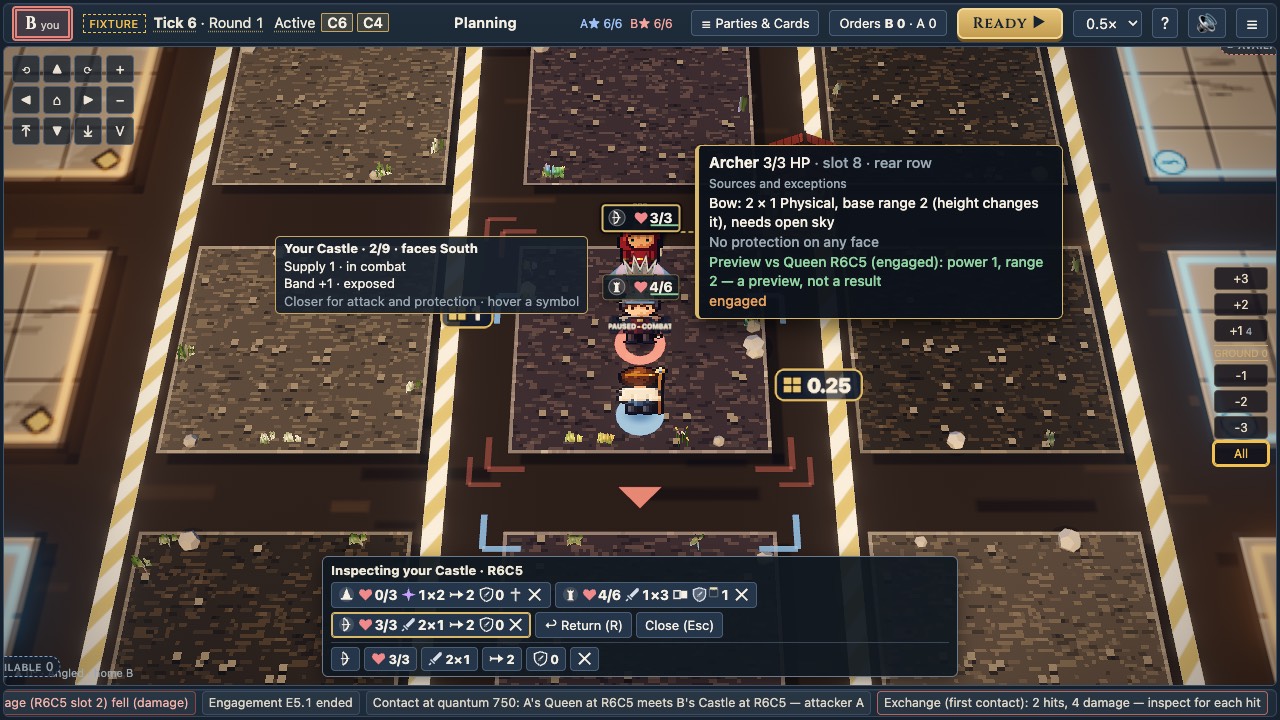 B you
FIXTURE
Tick 6 · Round 1
Active C6 C4
Planning
A★ 6/6 B★ 6/6
≡ Parties & Cards
Orders B 0 · A 0
READY ▶
0.5×
?
V
Archer 3/3 HP · slot 8 · rear row
Sources and exceptions
Bow: 2 × 1 Physical, base range 2 (height changes
it), needs open sky
No protection on any face
Preview vs Queen R6C5 (engaged): power 1, range
2 — a preview, not a result
engaged
3/3
Your Castle · 2/9 · faces South
Supply 1 · in combat
Band +1 · exposed
Closer for attack and protection · hover a symbol
4/6
PAUSED-COMBAT
0.25
+3
+2
+1 4
GROUND 0
-1
-2
-3
All
Inspecting your Castle · R6C5
0/3 1×2 2 0
4/6 1×3 1
3/3 2×1 2 0
Return (R)
Close (Esc)
3/3 2×1 2 0
ILABLE 0
ome B
age (R6C5 slot 2) fell (damage)
Engagement E5.1 ended
Contact at quantum 750: A's Queen at R6C5 meets B's Castle at R6C5 — attacker A
Exchange (first contact): 2 hits, 4 damage — inspect for each hit